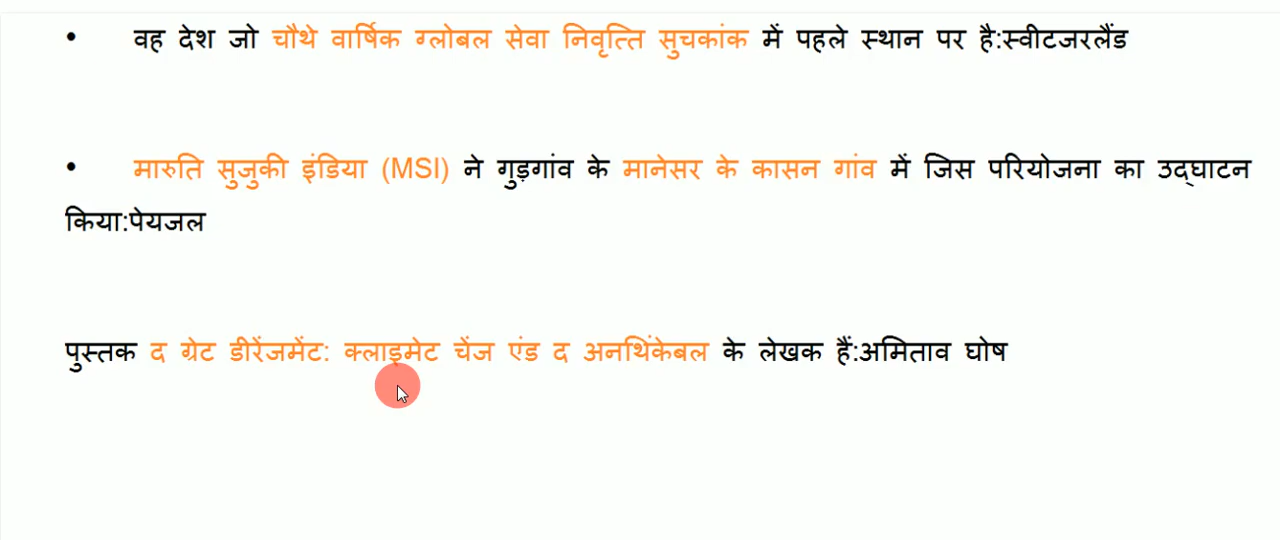 • वह देश जो चौथे वार्षिक ग्लोबल सेवा निवृत्ति सुचकांक में पहले स्थान पर है:स्वीटजरलैंड
• मारुति सुजुकी इंडिया (MSI) ने गुड़गांव के मानेसर के कासन गांव में जिस परियोजना का उद्घाटन
किया:पेयजल
पुस्तक द ग्रेट डीरेंजमेंट: क्लाइमेट चेंज एंड द अनथिंकेबल के लेखक हैं:अमिताव घोष